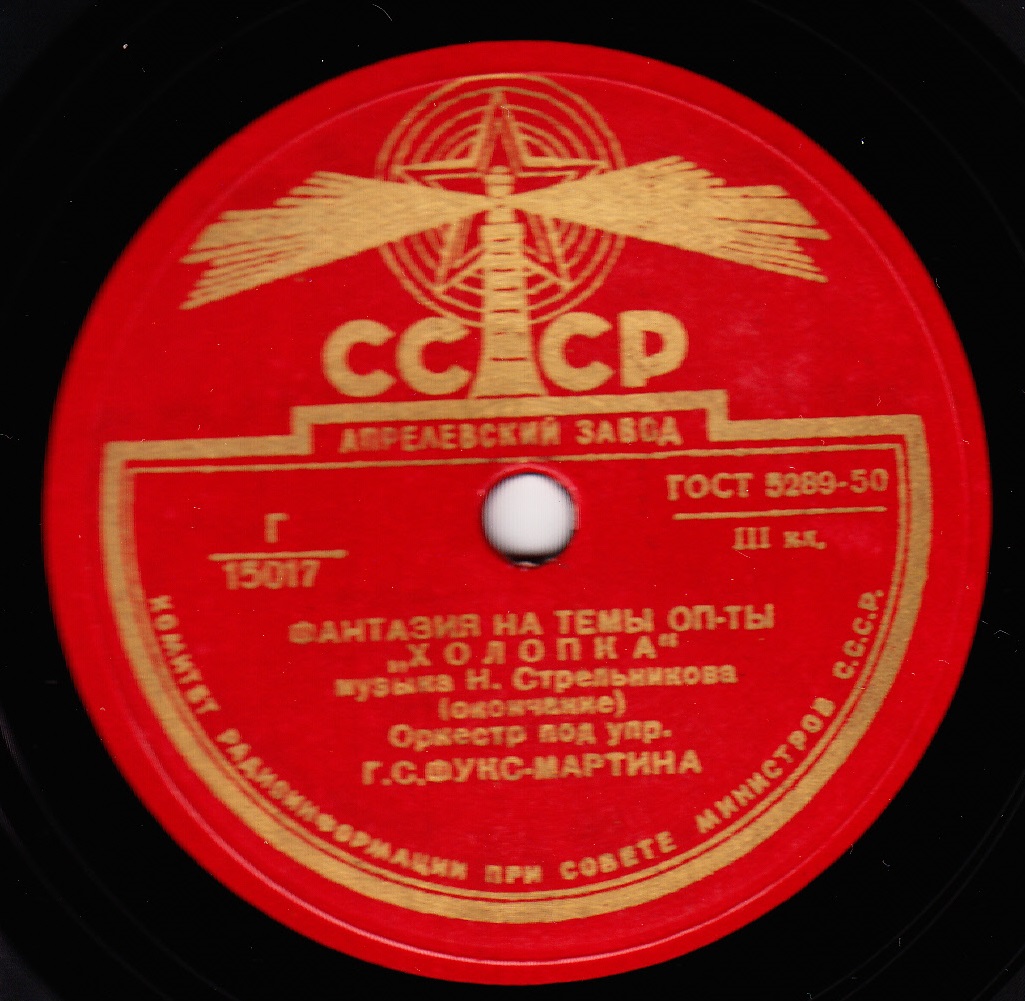 СССР
АПРЕЛЕВСКИЙ ЗАВОД
ГОСТ 5289-50
III кл.
Г
15017
ФАНТАЗИЯ НА ТЕМЫ ОП-ТЫ
„ХОЛОПКА"
музыка Н. Стрельникова
(окончание)
Оркестр под упр.
Г.С.ФУКС-МАРТИНА
КОМИТЕТ РАДИОИНФОРМАЦИИ ПРИ СОВЕТЕ МИНИСТРОВ С.С.С.Р.